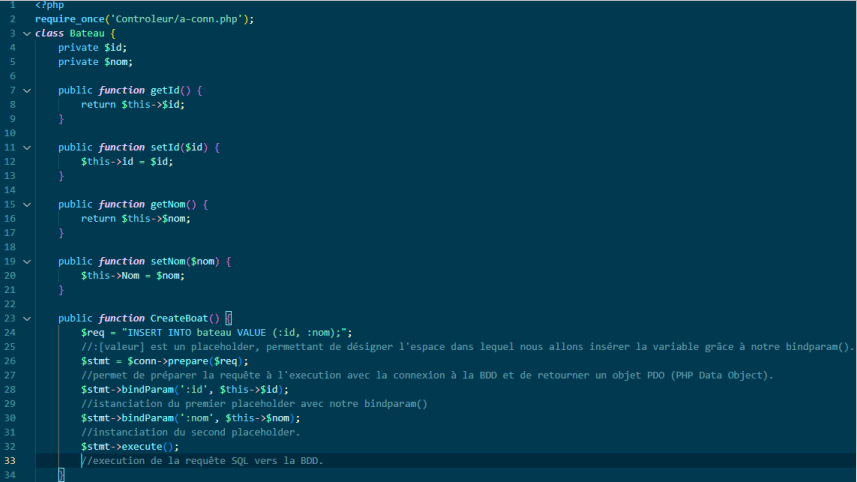 1 <?php
2 require_once('Controleur/a-conn.php');
3 class Bateau {
4 private $id;
5 private $nom;
6
7 public function getId() {
8 return $this->$id;
9 }
10
11 public function setId($id) {
12 $this->id = $id;
13 }
14
15 public function getNom() {
16 return $this->$nom;
17 }
18
19 public function setNom($nom) {
20 $this->Nom = $nom;
21 }
22
23 public function CreateBoat() {
24 $req = "INSERT INTO bateau VALUE (:id, :nom);";
25 //:[valeur] est un placeholder, permettant de désigner l'espace dans lequel nous allons insérer la variable grâce à notre bindparam().
26 $stmt = $conn->prepare($req);
27 //permet de préparer la requête à l'execution avec la connexion à la BDD et de retourner un objet PDO (PHP Data Object).
28 $stmt->bindParam(':id', $this->$id);
29 //istanciation du premier placeholder avec notre bindparam()
30 $stmt->bindParam(':nom', $this->$nom);
31 //instanciation du second placeholder.
32 $stmt->execute();
33 //execution de la requête SQL vers la BDD.
34 }